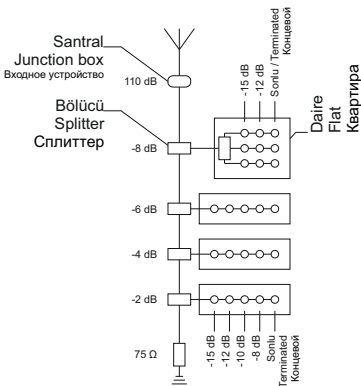 Santral
Junction box
Входное устройство
110 dB
-15 dB
-12 dB
Sonlu / Terminated
Концевой
Bölücü
Splitter
Сплиттер
-8 dB
Daire
Flat
Квартира
-6 dB
-4 dB
-2 dB
75 Ω
-15 dB
-12 dB
-10 dB
-8 dB
Sonlu
Terminated
Концевой